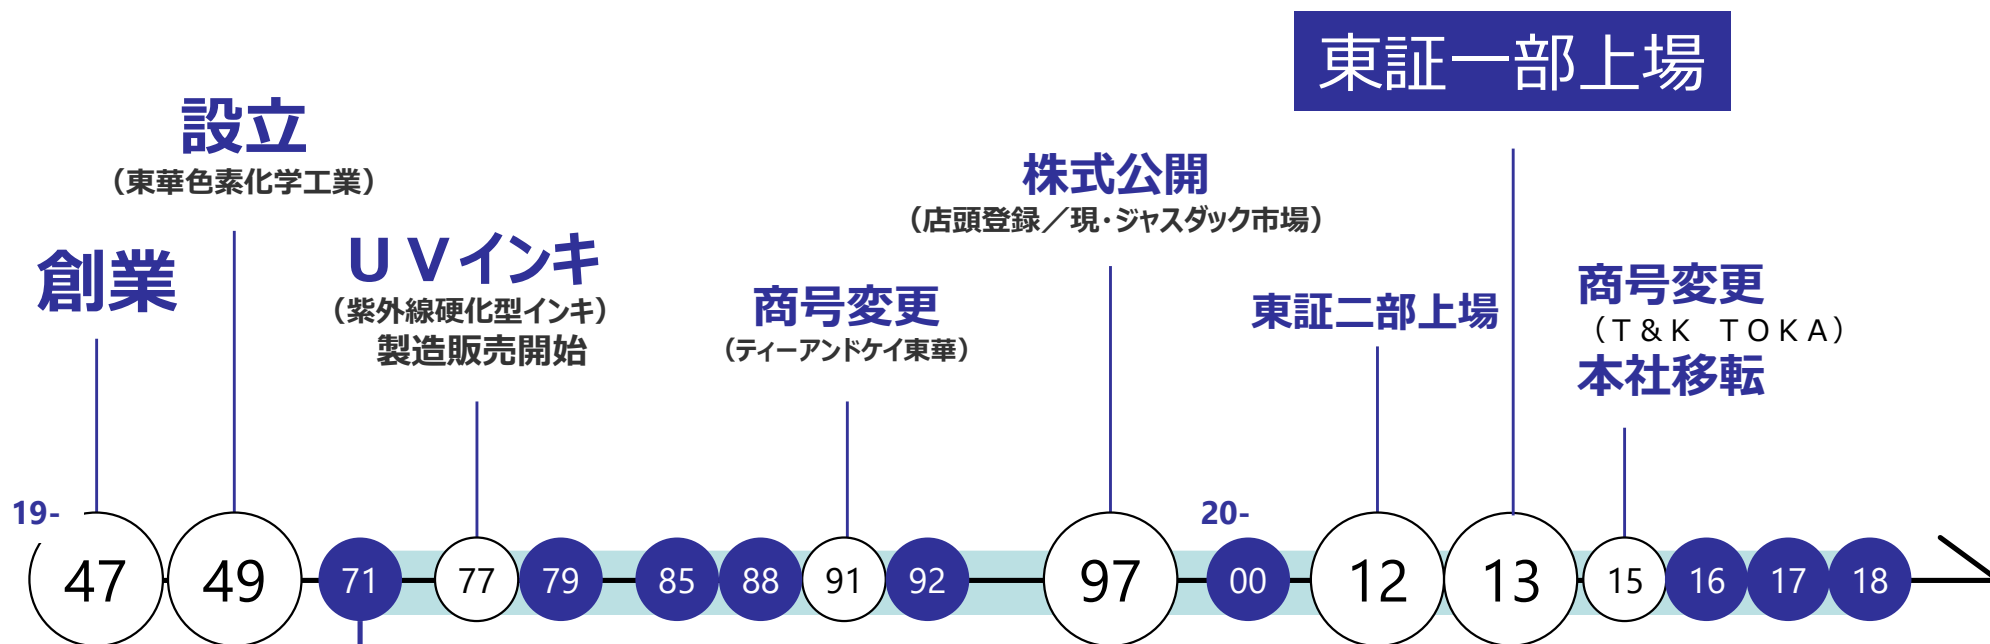 東証一部上場
設立
（東華色素化学工業）
株式公開
（店頭登録／現・ジャスダック市場）
創業
ＵＶインキ
（紫外線硬化型インキ）
製造販売開始
商号変更
（ティーアンドケイ東華）
東証二部上場
商号変更
（Ｔ＆Ｋ　ＴＯＫＡ）
本社移転
19-
20-
47
49
71
77
79
85
88
91
92
97
00
12
13
15
16
17
18